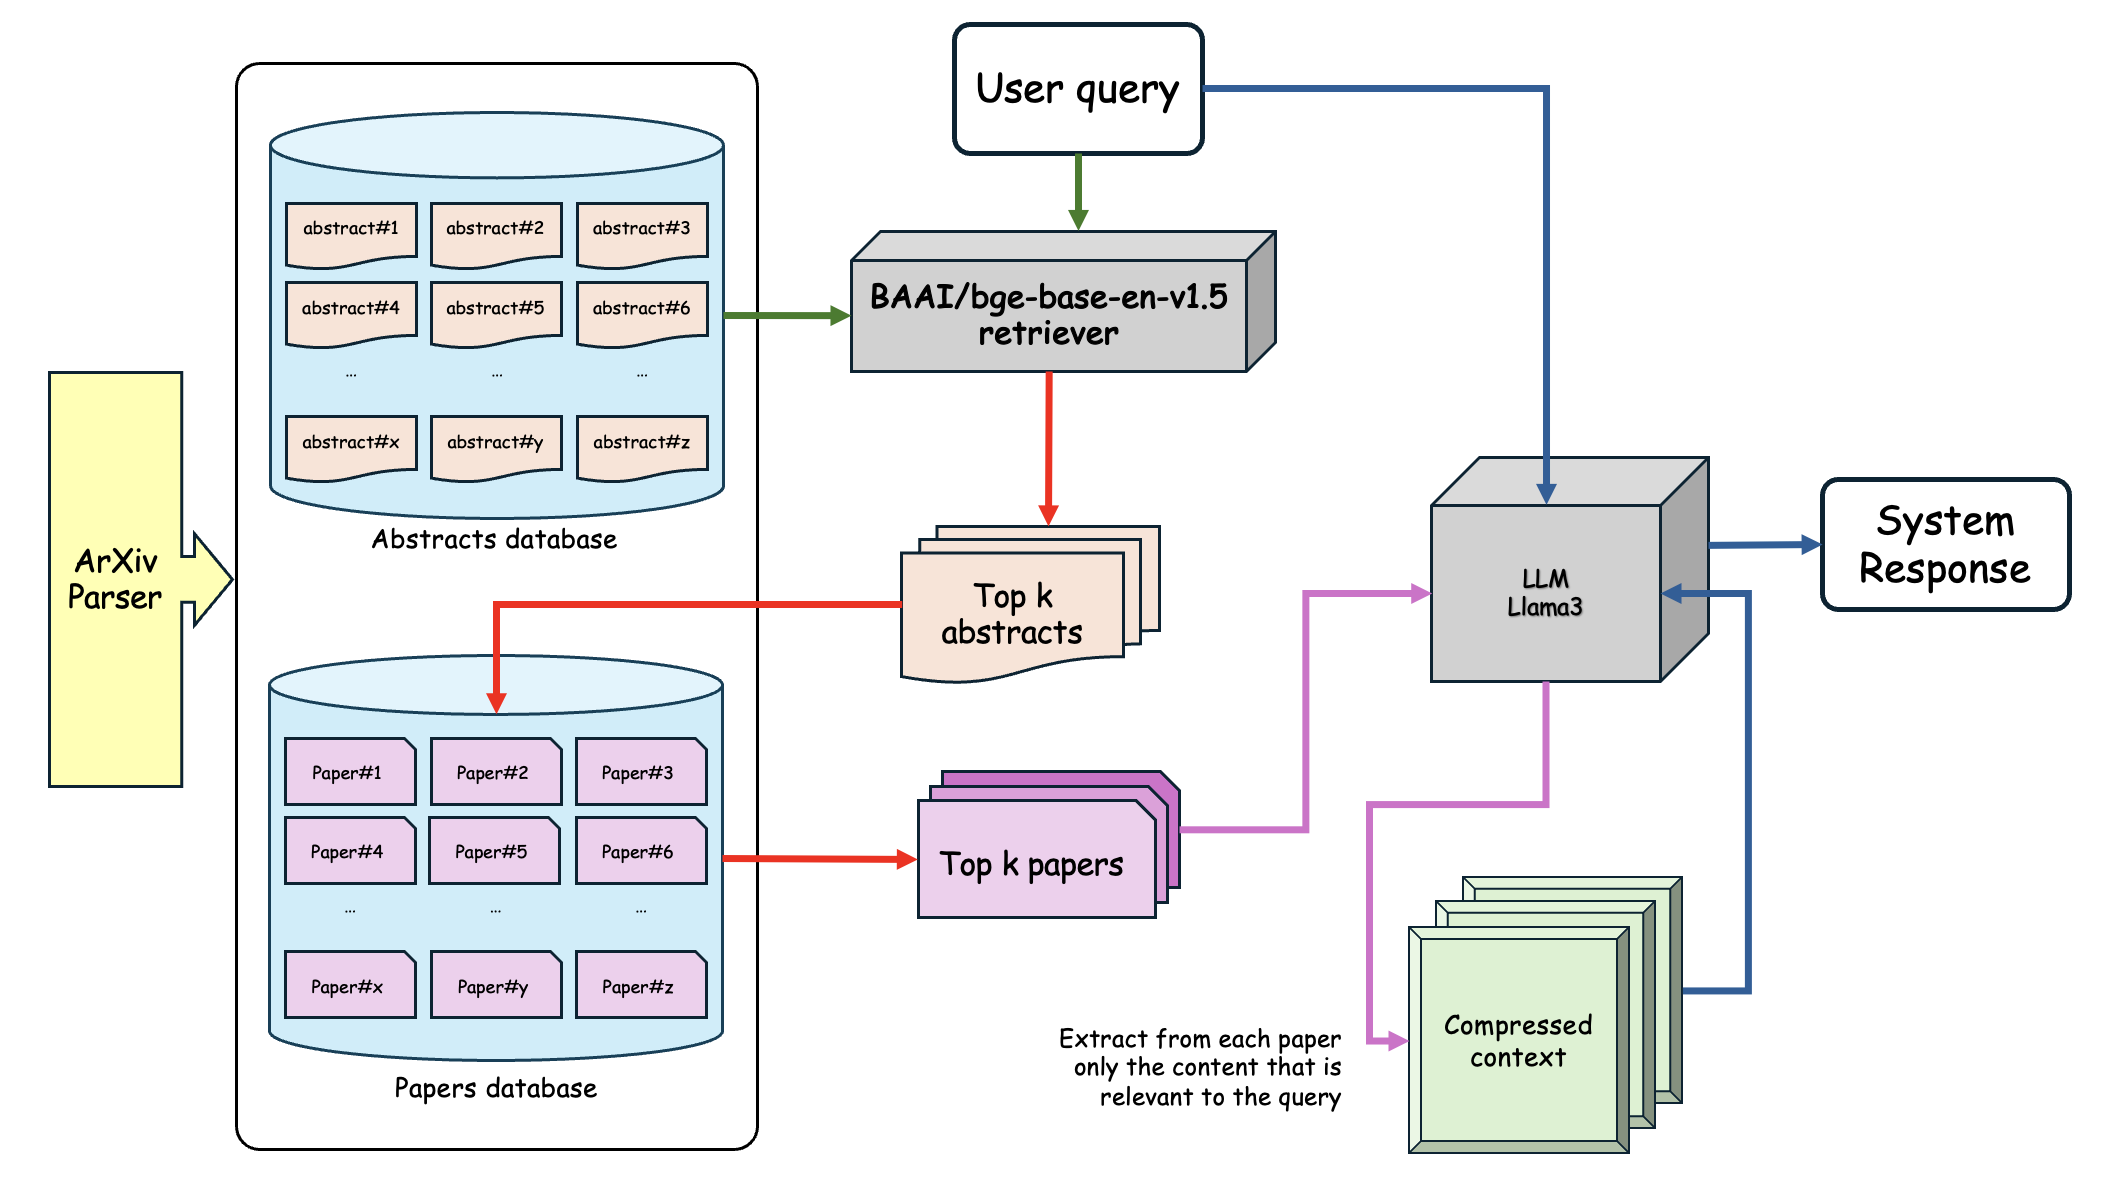 User query
abstract#1
abstract#2
abstract#3
abstract#4
abstract#5
abstract#6
...
...
...
abstract#x
abstract#y
abstract#z
Abstracts database
BAAI/bge-base-en-v1.5
retriever
ArXiv
Parser
Top k
abstracts
LLM
Llama3
System
Response
Paper#1
Paper#2
Paper#3
Paper#4
Paper#5
Paper#6
...
...
...
Paper#x
Paper#y
Paper#z
Papers database
Top k papers
Extract from each paper
only the content that is
relevant to the query
Compressed
context